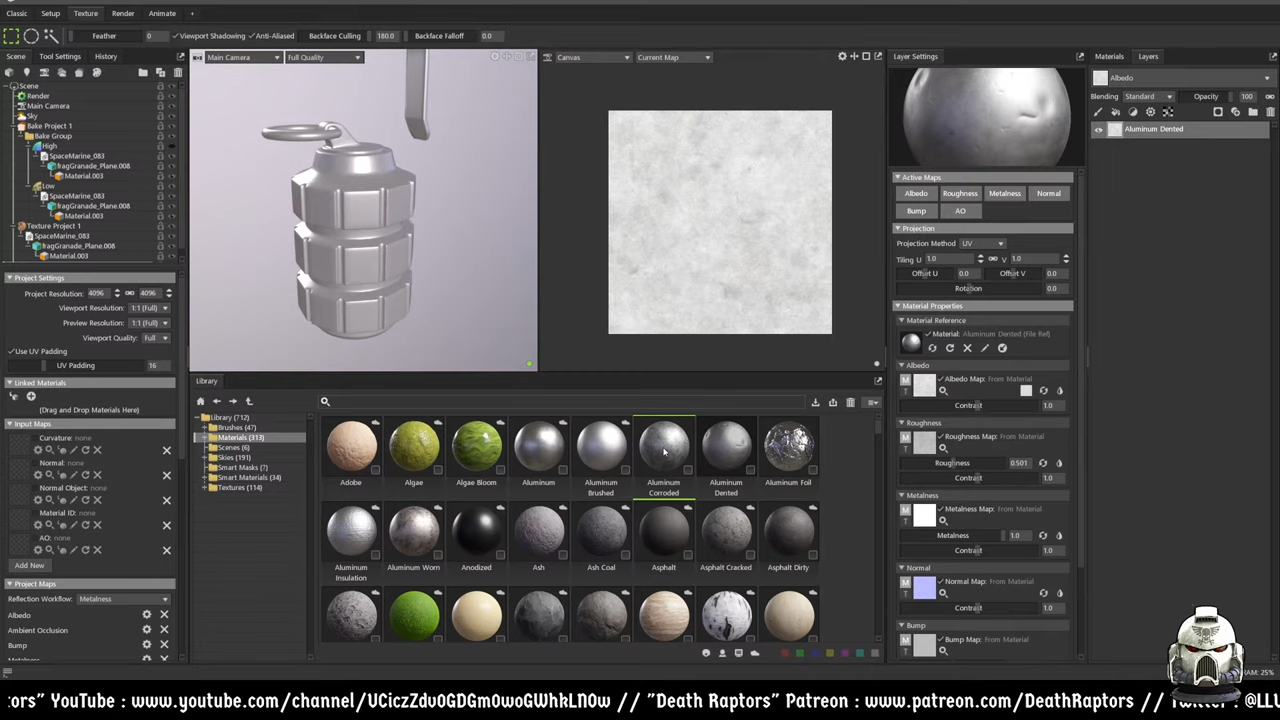 Classic Setup Texture Render Animate +
Feather 0 Viewport Shadowing Anti-Aliased Backface Culling 180.0 Backface Falloff 0.0
Scene Tool Settings History
Scene
Render
Main Camera
Sky
Bake Project 1
Bake Group
High
SpaceMarine_083
fragGranade_Plane.008
Material.003
Low
SpaceMarine_083
fragGranade_Plane.008
Material.003
Texture Project 1
SpaceMarine_083
fragGranade_Plane.008
Material.003
Project Settings
Project Resolution: 4096 4096
Viewport Resolution: 1:1 (Full)
Preview Resolution: 1:1 (Full)
Viewport Quality: Full
Use UV Padding
UV Padding 16
Linked Materials
(Drag and Drop Materials Here)
Input Maps
Curvature: none
Normal: none
Normal Object: none
Material ID: none
AO: none
Add New
Project Maps
Reflection Workflow: Metalness
Albedo
Ambient Occlusion
Bump
Main Camera Full Quality
Canvas Current Map
Library
Library (712)
Brushes (47)
Materials (313)
Scenes (6)
Skies (191)
Smart Masks (7)
Smart Materials (34)
Textures (114)
Adobe Algae Algae Bloom Aluminum Aluminum Brushed Aluminum Corroded Aluminum Dented Aluminum Foil
Aluminum Insulation Aluminum Worn Anodized Ash Ash Coal Asphalt Asphalt Cracked Asphalt Dirty
Layer Settings
Active Maps
Albedo Roughness Metalness Normal
Bump AO
Projection
Projection Method UV
Tiling U 1.0 V 1.0
Offset U 0.0 Offset V 0.0
Rotation 0.0
Material Properties
Material Reference
Material: Aluminum Dented (File Ref)
Albedo
M
T
Albedo Map: From Material
Contrast 1.0
Roughness
M
T
Roughness Map: From Material
Roughness 0.501
Contrast 1.0
Metalness
M
T
Metalness Map: From Material
Metalness 1.0
Contrast 1.0
Normal
M
T
Normal Map: From Material
Contrast 1.0
Bump
M
T
Bump Map: From Material
Materials Layers
Albedo
Blending Standard Opacity 100
Aluminum Dented
RAM: 25%
YouTube : www.youtube.com/channel/UCiczZdv0GDGm0woGWhkLN0w // "Death Raptors" Patreon : www.patreon.com/DeathRaptors //